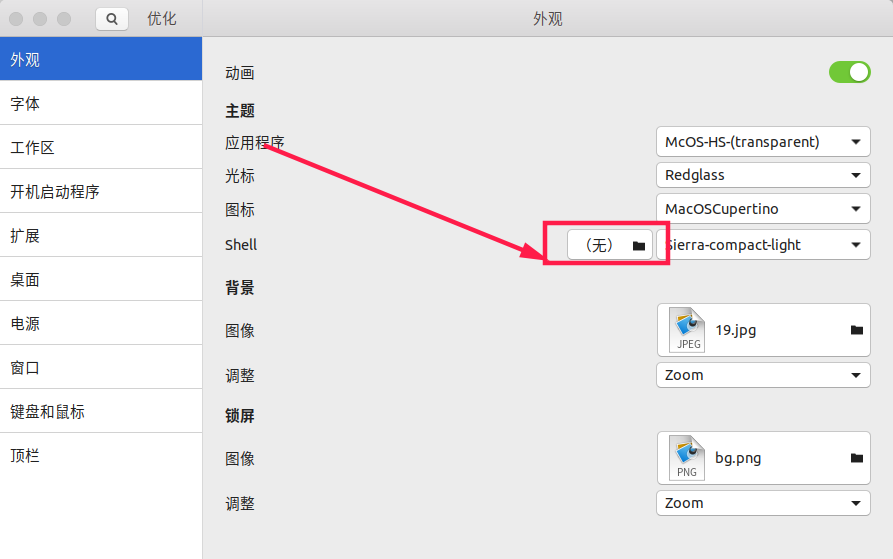 优化
外观
外观
字体
工作区
开机启动程序
扩展
桌面
电源
窗口
键盘和鼠标
顶栏
动画
主题
应用程序 McOS-HS-(transparent)
光标 Redglass
图标 MacOSCupertino
Shell （无） Sierra-compact-light
背景
图像 JPEG 19.jpg
调整 Zoom
锁屏
图像 PNG bg.png
调整 Zoom